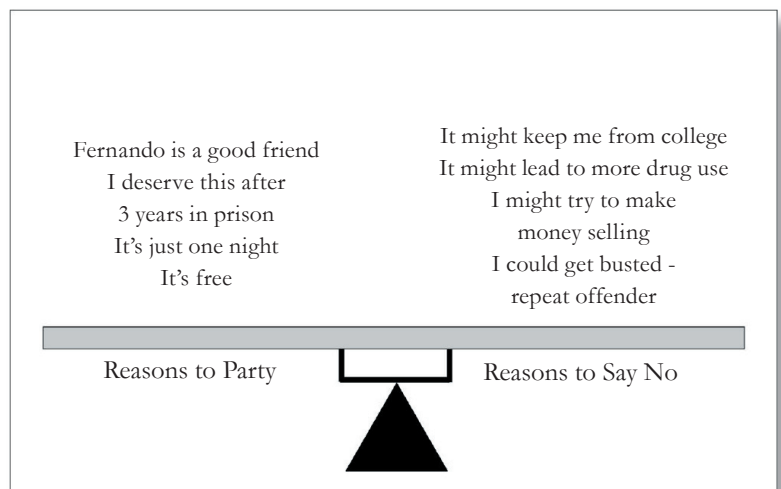 Fernando is a good friend
I deserve this after
3 years in prison
It's just one night
It's free
It might keep me from college
It might lead to more drug use
I might try to make
money selling
I could get busted -
repeat offender
Reasons to Party
Reasons to Say No